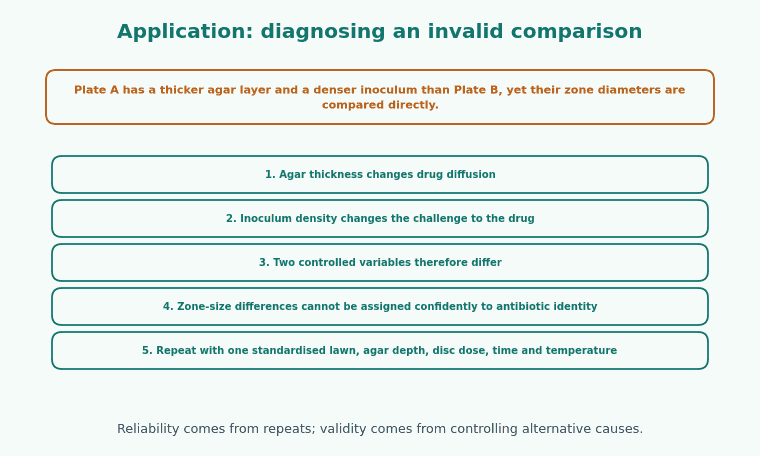 Application: diagnosing an invalid comparison
Plate A has a thicker agar layer and a denser inoculum than Plate B, yet their zone diameters are
compared directly.
1. Agar thickness changes drug diffusion
2. Inoculum density changes the challenge to the drug
3. Two controlled variables therefore differ
4. Zone-size differences cannot be assigned confidently to antibiotic identity
5. Repeat with one standardised lawn, agar depth, disc dose, time and temperature
Reliability comes from repeats; validity comes from controlling alternative causes.